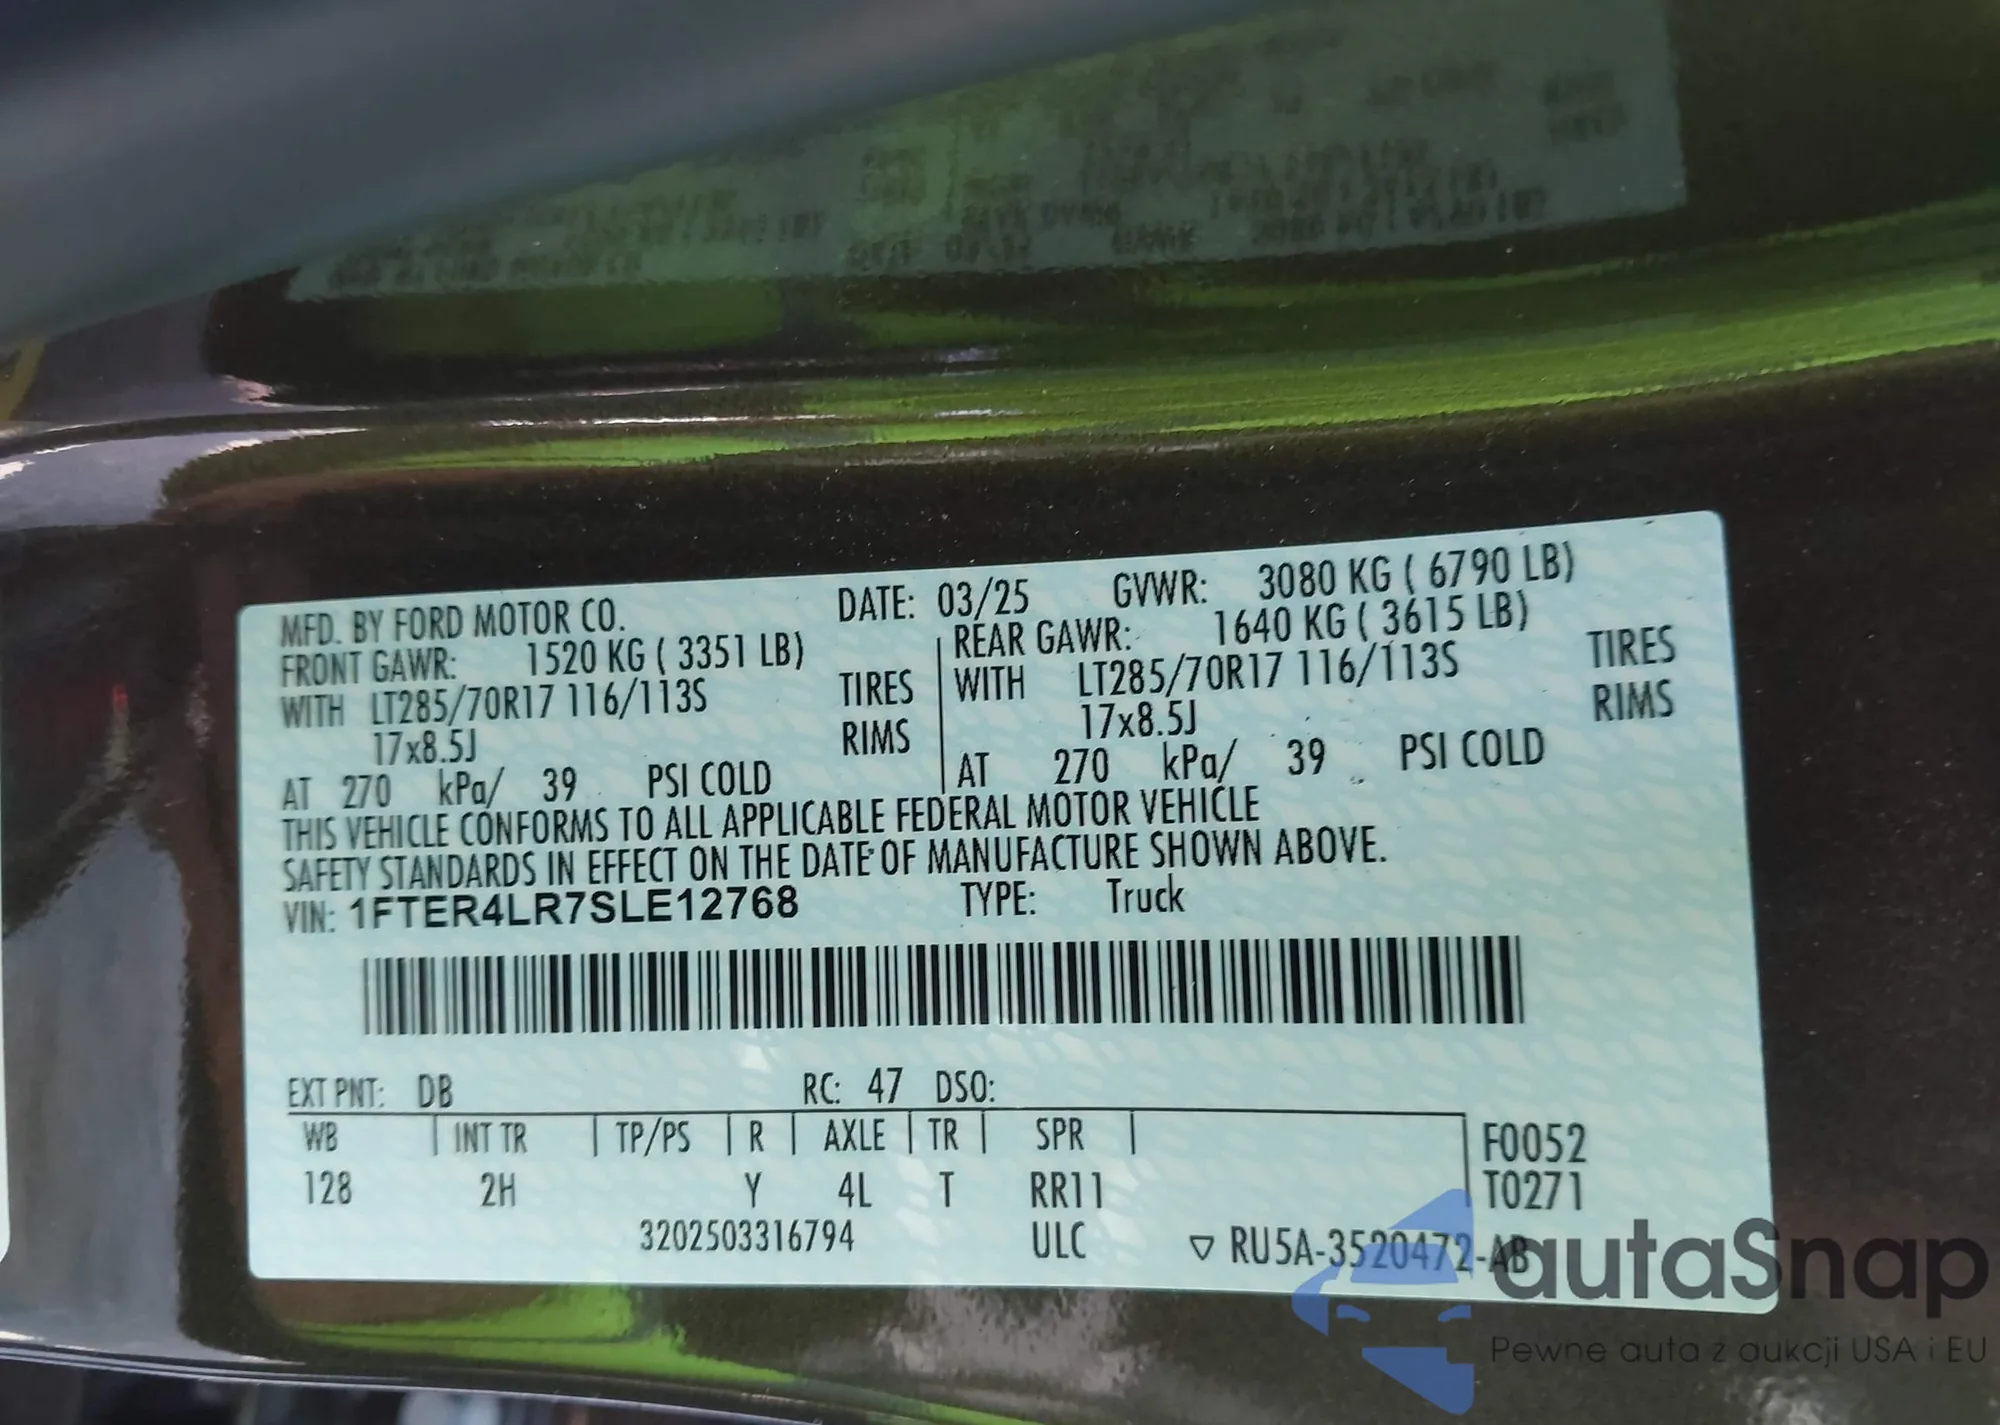 MFD. BY FORD MOTOR CO. DATE: 03/25 GVWR: 3080 KG ( 6790 LB)
FRONT GAWR: 1520 KG ( 3351 LB) REAR GAWR: 1640 KG ( 3615 LB)
WITH LT285/70R17 116/113S TIRES WITH LT285/70R17 116/113S TIRES
17x8.5J RIMS 17x8.5J RIMS
AT 270 kPa/ 39 PSI COLD AT 270 kPa/ 39 PSI COLD
THIS VEHICLE CONFORMS TO ALL APPLICABLE FEDERAL MOTOR VEHICLE
SAFETY STANDARDS IN EFFECT ON THE DATE OF MANUFACTURE SHOWN ABOVE.
VIN: 1FTER4LR7SLE12768 TYPE: Truck
EXT PNT: DB RC: 47 DSO:
WB INT TR TP/PS R AXLE TR SPR F0052
128 2H Y 4L T RR11 T0271
3202503316794 ULC ▽ RU5A-3520472-AB
autaSnap
Pewne auta z aukcji USA i EU